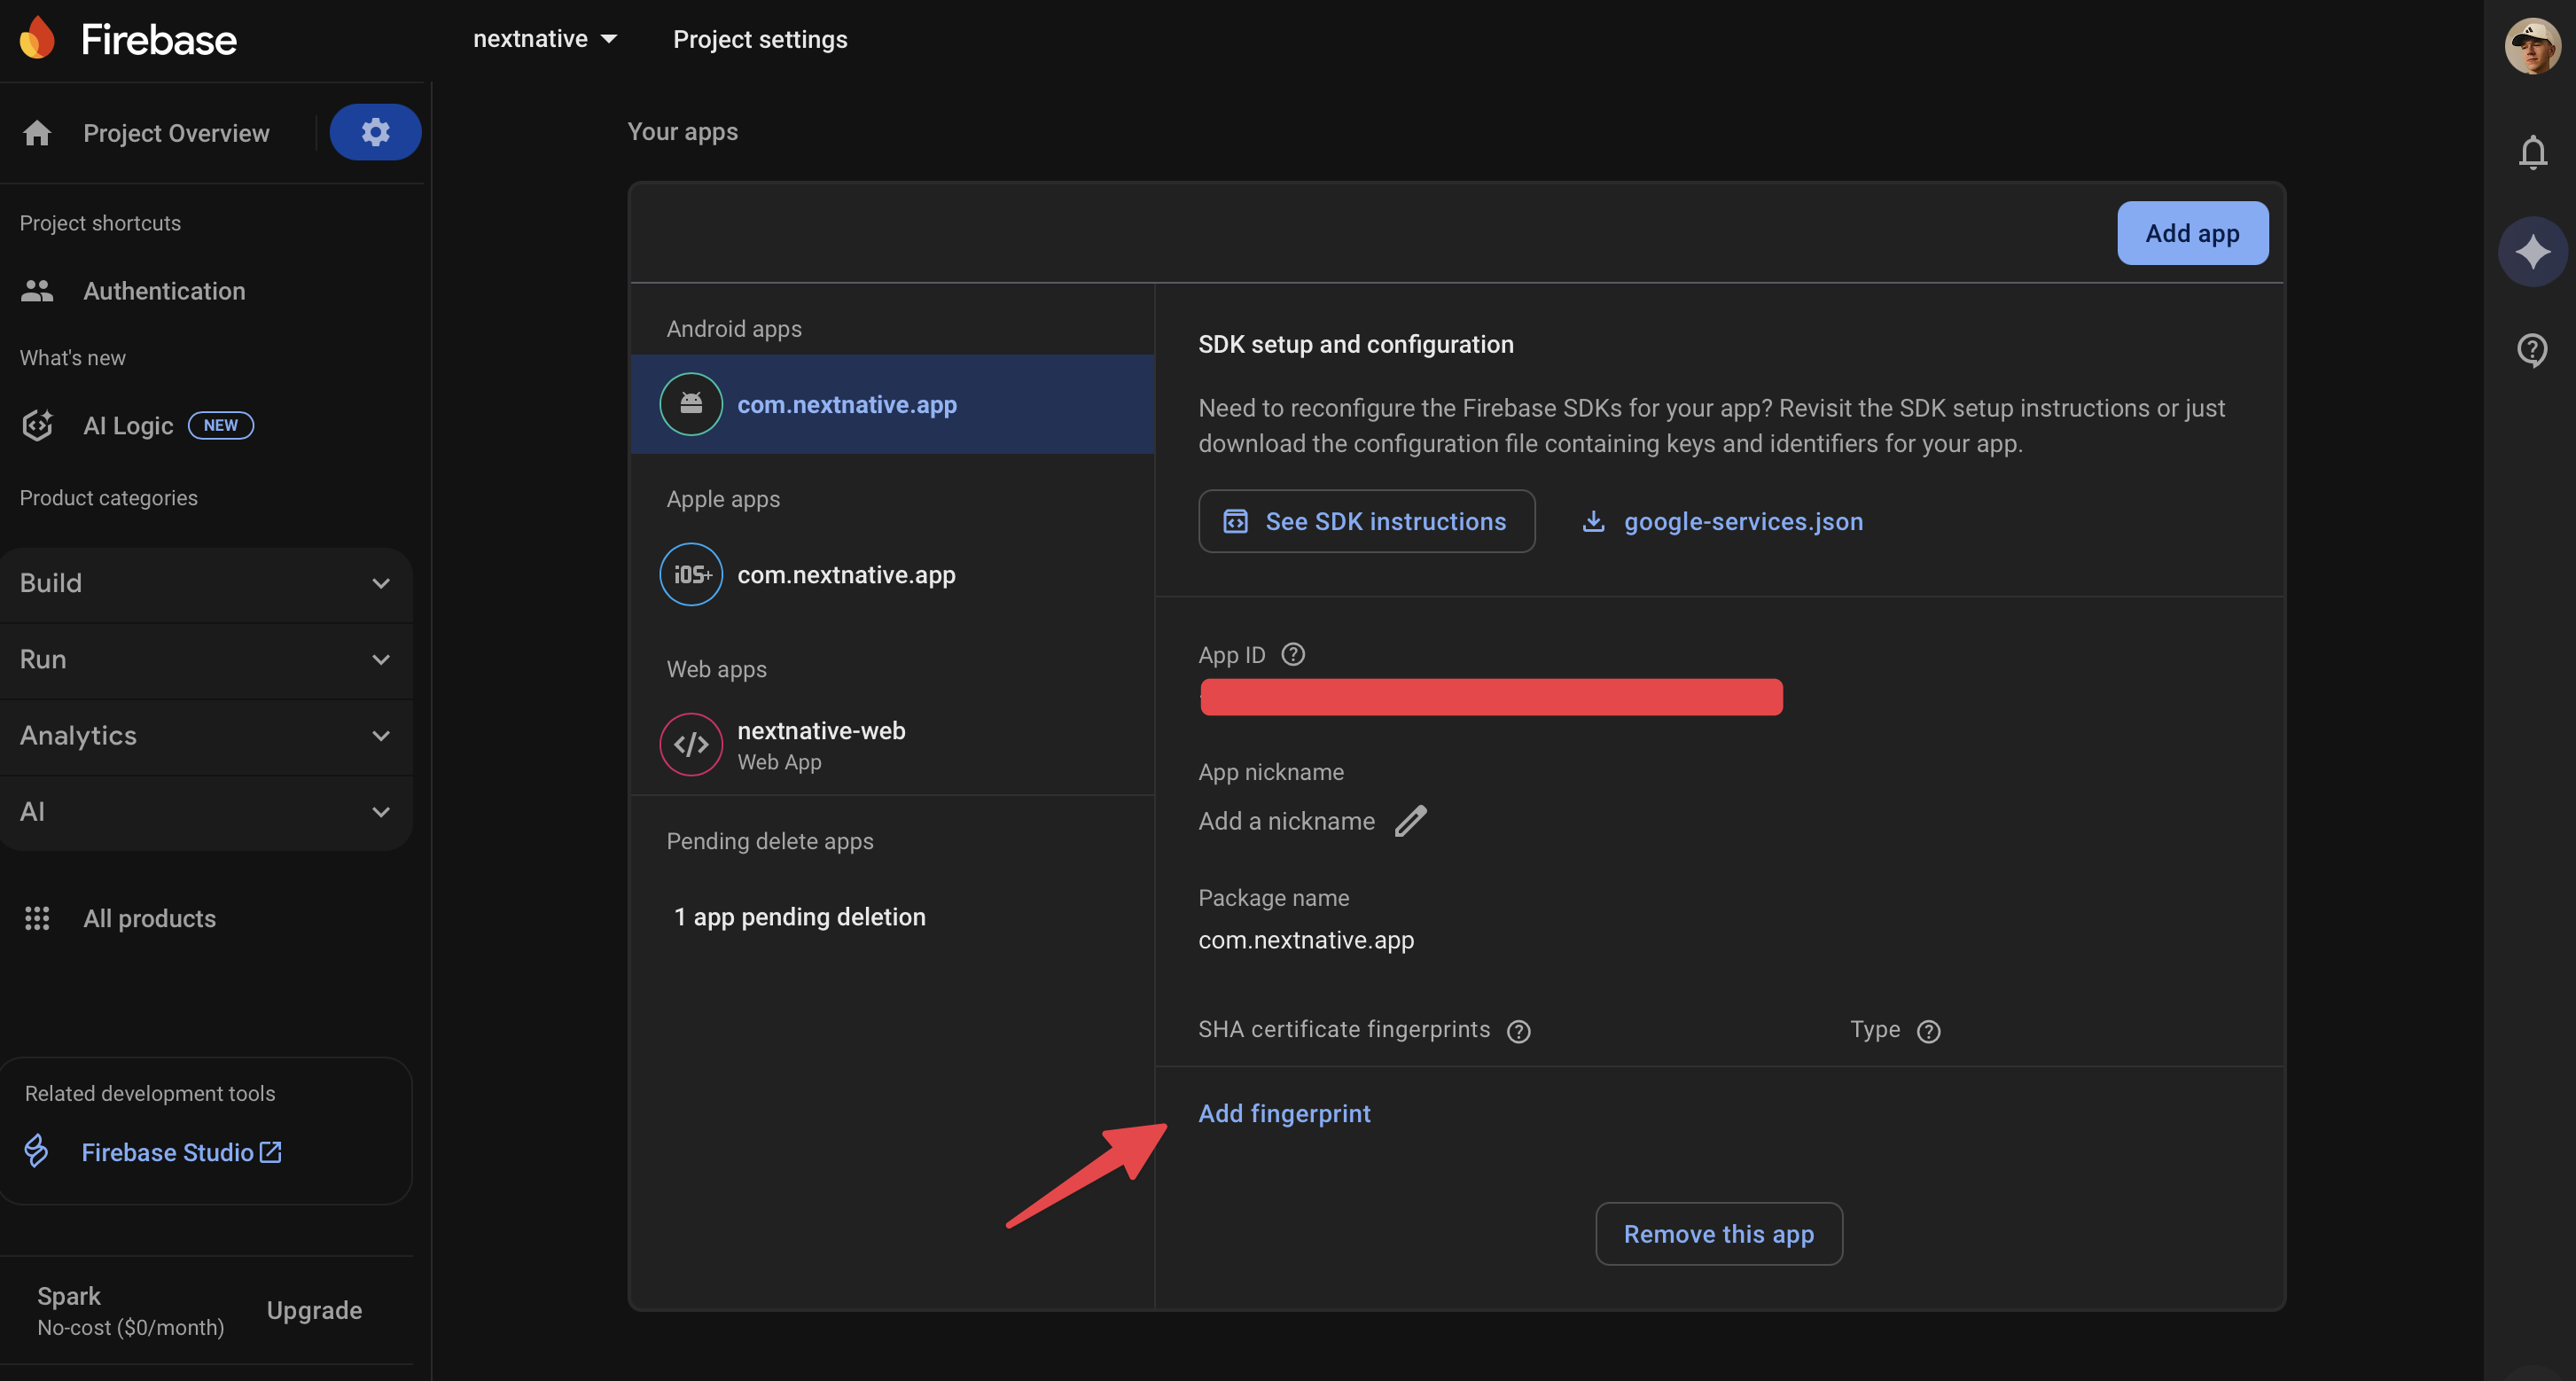 Firebase
nextnative
Project settings
Project Overview
Project shortcuts
Authentication
What's new
AI Logic NEW
Product categories
Build
Run
Analytics
AI
All products
Related development tools
Firebase Studio
Spark
No-cost ($0/month)
Upgrade
Your apps
Add app
Android apps
com.nextnative.app
Apple apps
iOS+ com.nextnative.app
Web apps
nextnative-web
Web App
Pending delete apps
1 app pending deletion
SDK setup and configuration
Need to reconfigure the Firebase SDKs for your app? Revisit the SDK setup instructions or just
download the configuration file containing keys and identifiers for your app.
See SDK instructions
google-services.json
App ID
App nickname
Add a nickname
Package name
com.nextnative.app
SHA certificate fingerprints
Type
Add fingerprint
Remove this app